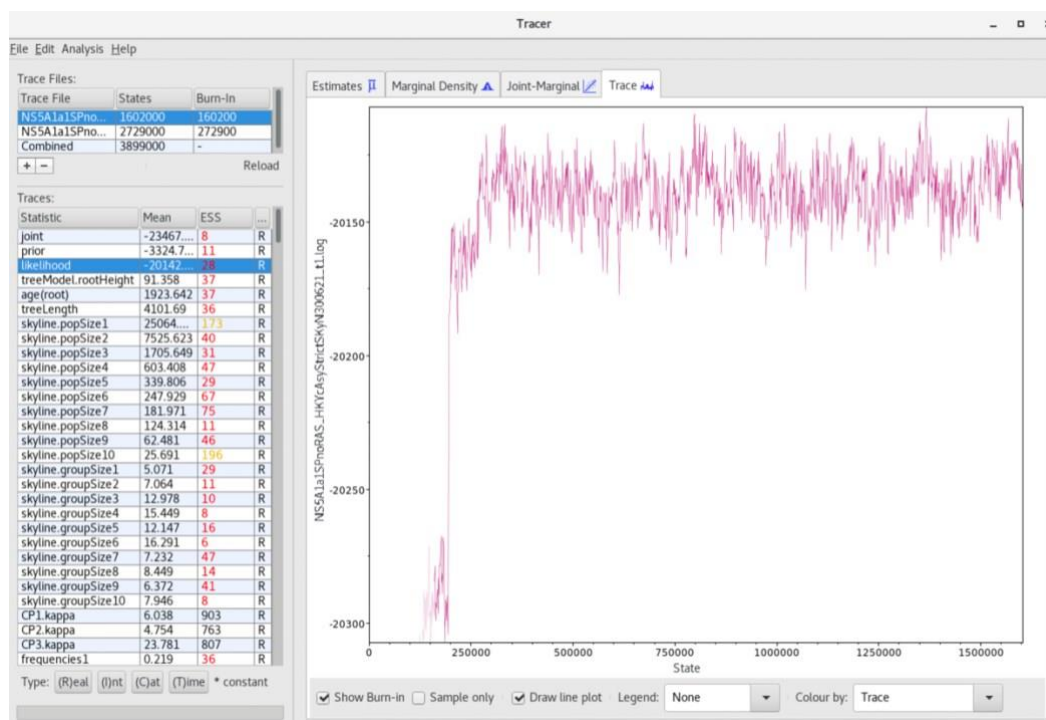 Tracer
File Edit Analysis Help
Trace Files:
Trace File States Burn-In
NS5A1a1SPno... 1602000 160200
NS5A1a1SPno... 2729000 272900
Combined 3899000 -
+ - Reload
Traces:
Statistic Mean ESS ...
joint -23467.... 8 R
prior -3324.7... 11 R
likelihood -20142.... 28 R
treeModel.rootHeight 91.358 37 R
age(root) 1923.642 37 R
treeLength 4101.69 36 R
skyline.popSize1 25064.... 173 R
skyline.popSize2 7525.623 40 R
skyline.popSize3 1705.649 31 R
skyline.popSize4 603.408 47 R
skyline.popSize5 339.806 29 R
skyline.popSize6 247.929 67 R
skyline.popSize7 181.971 75 R
skyline.popSize8 124.314 11 R
skyline.popSize9 62.481 46 R
skyline.popSize10 25.691 196 R
skyline.groupSize1 5.071 29 R
skyline.groupSize2 7.064 11 R
skyline.groupSize3 12.978 10 R
skyline.groupSize4 15.449 8 R
skyline.groupSize5 12.147 16 R
skyline.groupSize6 16.291 6 R
skyline.groupSize7 7.232 47 R
skyline.groupSize8 8.449 14 R
skyline.groupSize9 6.372 41 R
skyline.groupSize10 7.946 8 R
CP1.kappa 6.038 903 R
CP2.kappa 4.754 763 R
CP3.kappa 23.781 807 R
frequencies1 0.219 36 R
Type: (R)eal (I)nt (C)at (T)ime * constant
Estimates Marginal Density Joint-Marginal Trace
NS5A1a1SPnoRAS_HKYcAsyStrictSKyN300621_t1.log
-20150
-20200
-20250
-20300
0 250000 500000 750000 1000000 1250000 1500000
State
Show Burn-in Sample only Draw line plot Legend: None Colour by: Trace